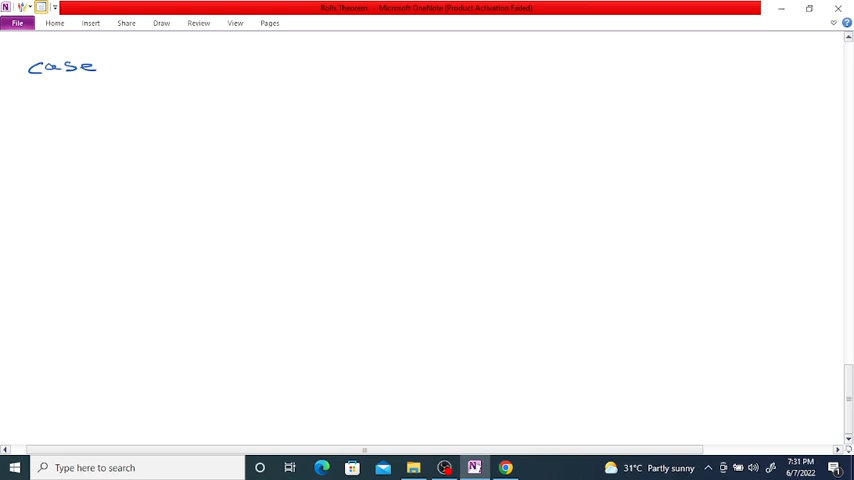 Rolls Theorem - Microsoft OneNote (Product Activation Failed)
File Home Insert Share Draw Review View Pages
case
Type here to search
31°C Partly sunny
7:31 PM
6/7/2022